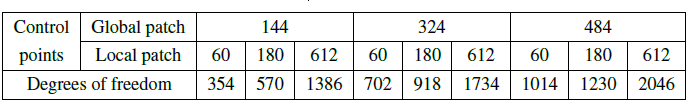 Control Global patch 144 324 484
points Local patch 60 180 612 60 180 612 60 180 612
Degrees of freedom 354 570 1386 702 918 1734 1014 1230 2046